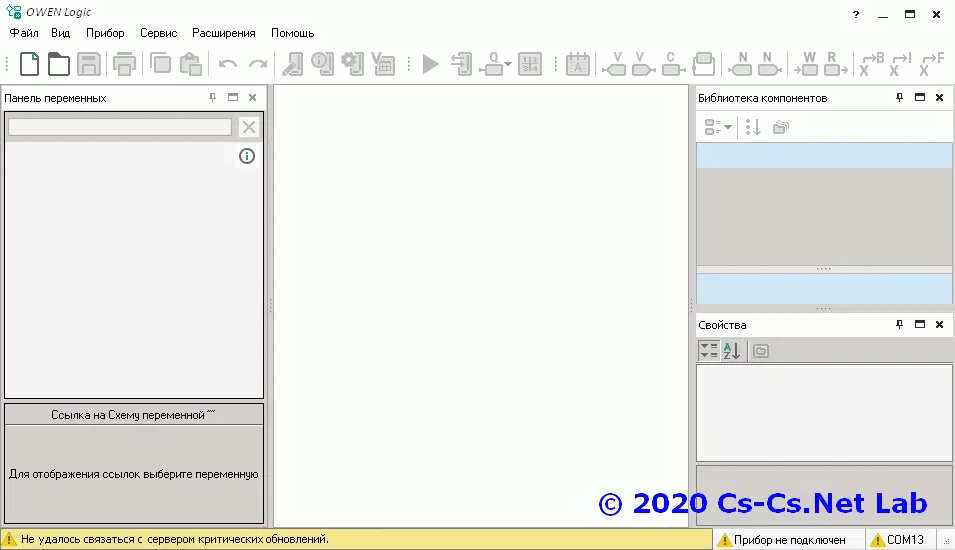 OWEN Logic
?
Файл Вид Прибор Сервис Расширения Помощь
V Q A V V C N N W R B I F
X X X
Панель переменных
Библиотека компонентов
Свойства
A
Z
Ссылка на Схему переменной
Для отображения ссылок выберите переменную
© 2020 Cs-Cs.Net Lab
Не удалось связаться с сервером критических обновлений.
Прибор не подключен
COM13